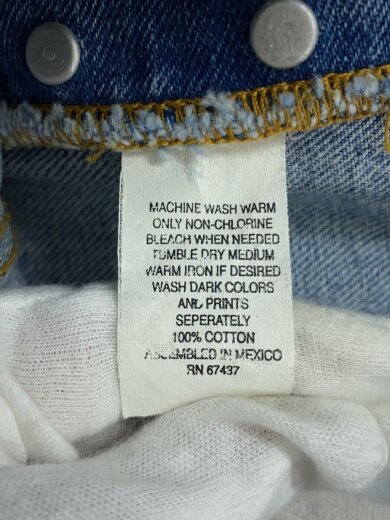 MACHINE WASH WARM
ONLY NON-CHLORINE
BLEACH WHEN NEEDED
TUMBLE DRY MEDIUM
WARM IRON IF DESIRED
WASH DARK COLORS
AND PRINTS
SEPERATELY
100% COTTON
ASSEMBLED IN MEXICO
RN 67437